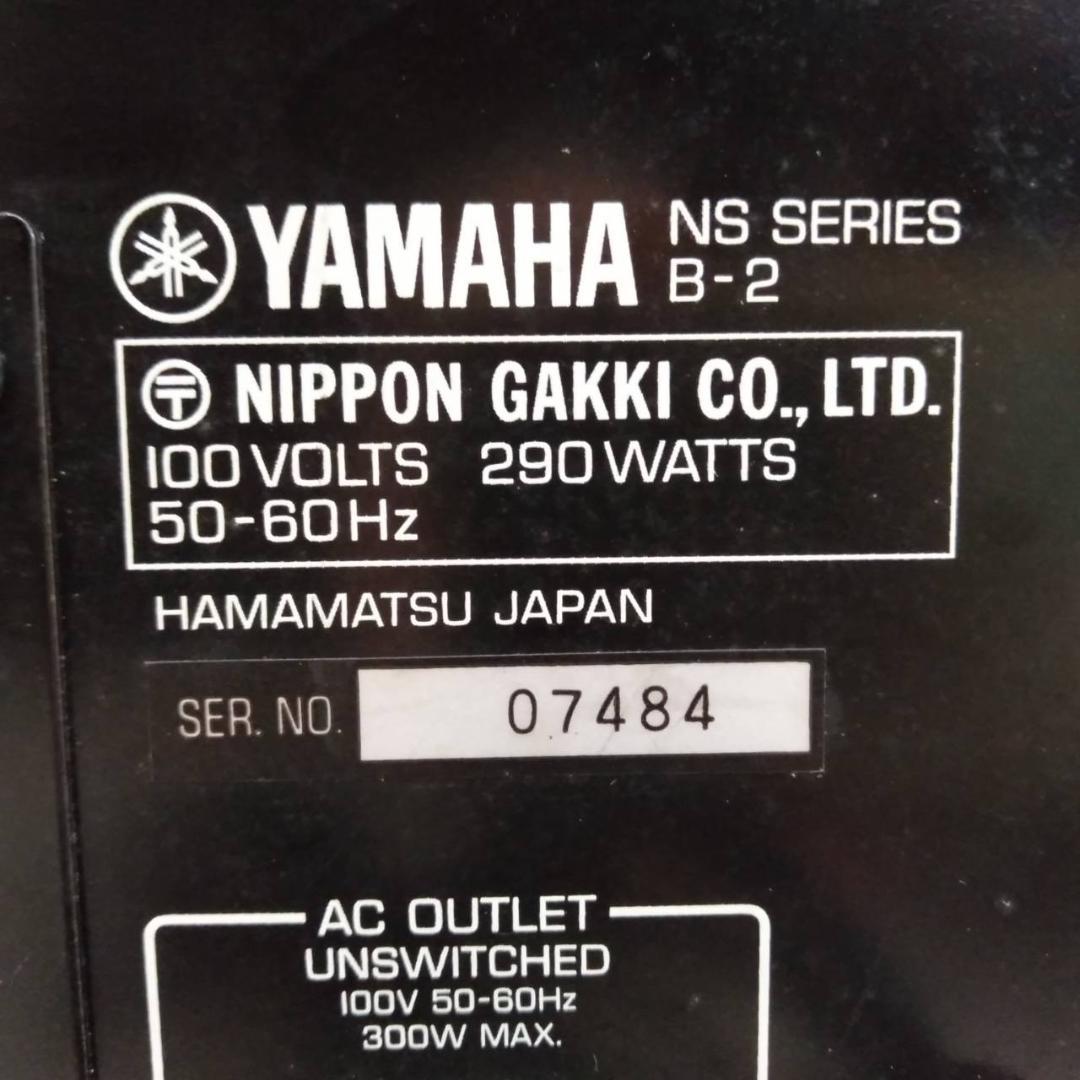 YAMAHA NS SERIES
B-2
〒 NIPPON GAKKI CO., LTD.
100 VOLTS 290 WATTS
50-60Hz
HAMAMATSU JAPAN
SER. NO. 07484
AC OUTLET
UNSWITCHED
100V 50-60Hz
300W MAX.